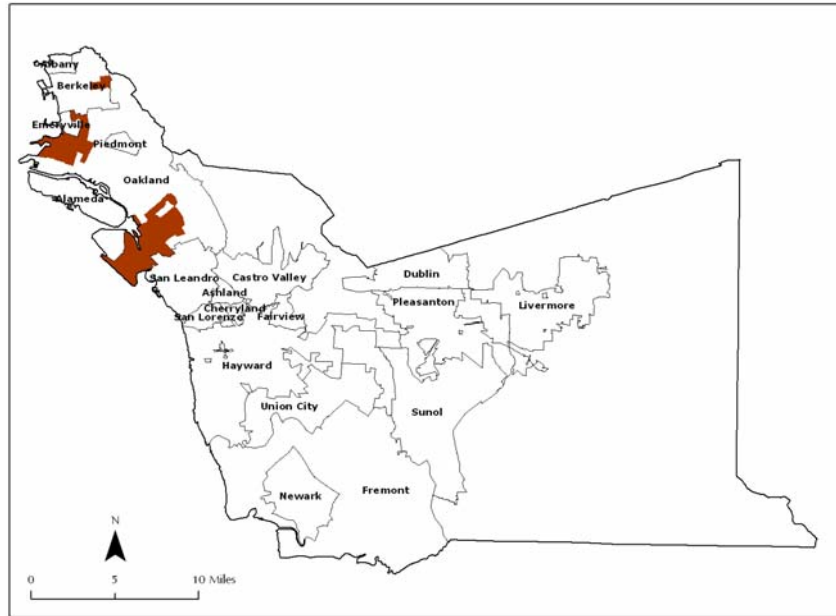 Albany
Berkeley
Emeryville
Piedmont
Oakland
Alameda
San Leandro
Castro Valley
Dublin
Ashland
Pleasanton
Livermore
Cherryland
San Lorenzo
Fairview
Hayward
Union City
Sunol
Newark
Fremont
N
0 5 10 Miles